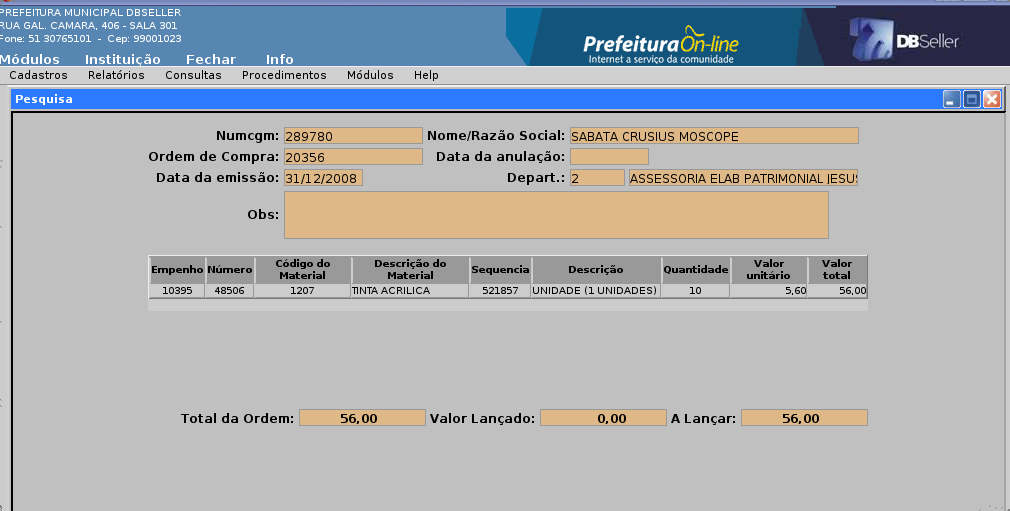 PREFEITURA MUNICIPAL DBSELLER
RUA GAL. CAMARA, 406 - SALA 301
Fone: 51 30765101 - Cep: 99001023
Módulos Instituição Fechar Info
Prefeitura On-line
Internet a serviço da comunidade
DBSeller
Cadastros Relatórios Consultas Procedimentos Módulos Help
Pesquisa
Numcgm: 289780 Nome/Razão Social: SABATA CRUSIUS MOSCOPE
Ordem de Compra: 20356 Data da anulação:
Data da emissão: 31/12/2008 Depart.: 2 ASSESSORIA ELAB PATRIMONIAL JESUS
Obs:
Empenho Número Código do Material Descrição do Material Sequencia Descrição Quantidade Valor unitário Valor total
10395 48506 1207 TINTA ACRILICA 521857 UNIDADE (1 UNIDADES) 10 5,60 56,00
Total da Ordem: 56,00 Valor Lançado: 0,00 A Lançar: 56,00